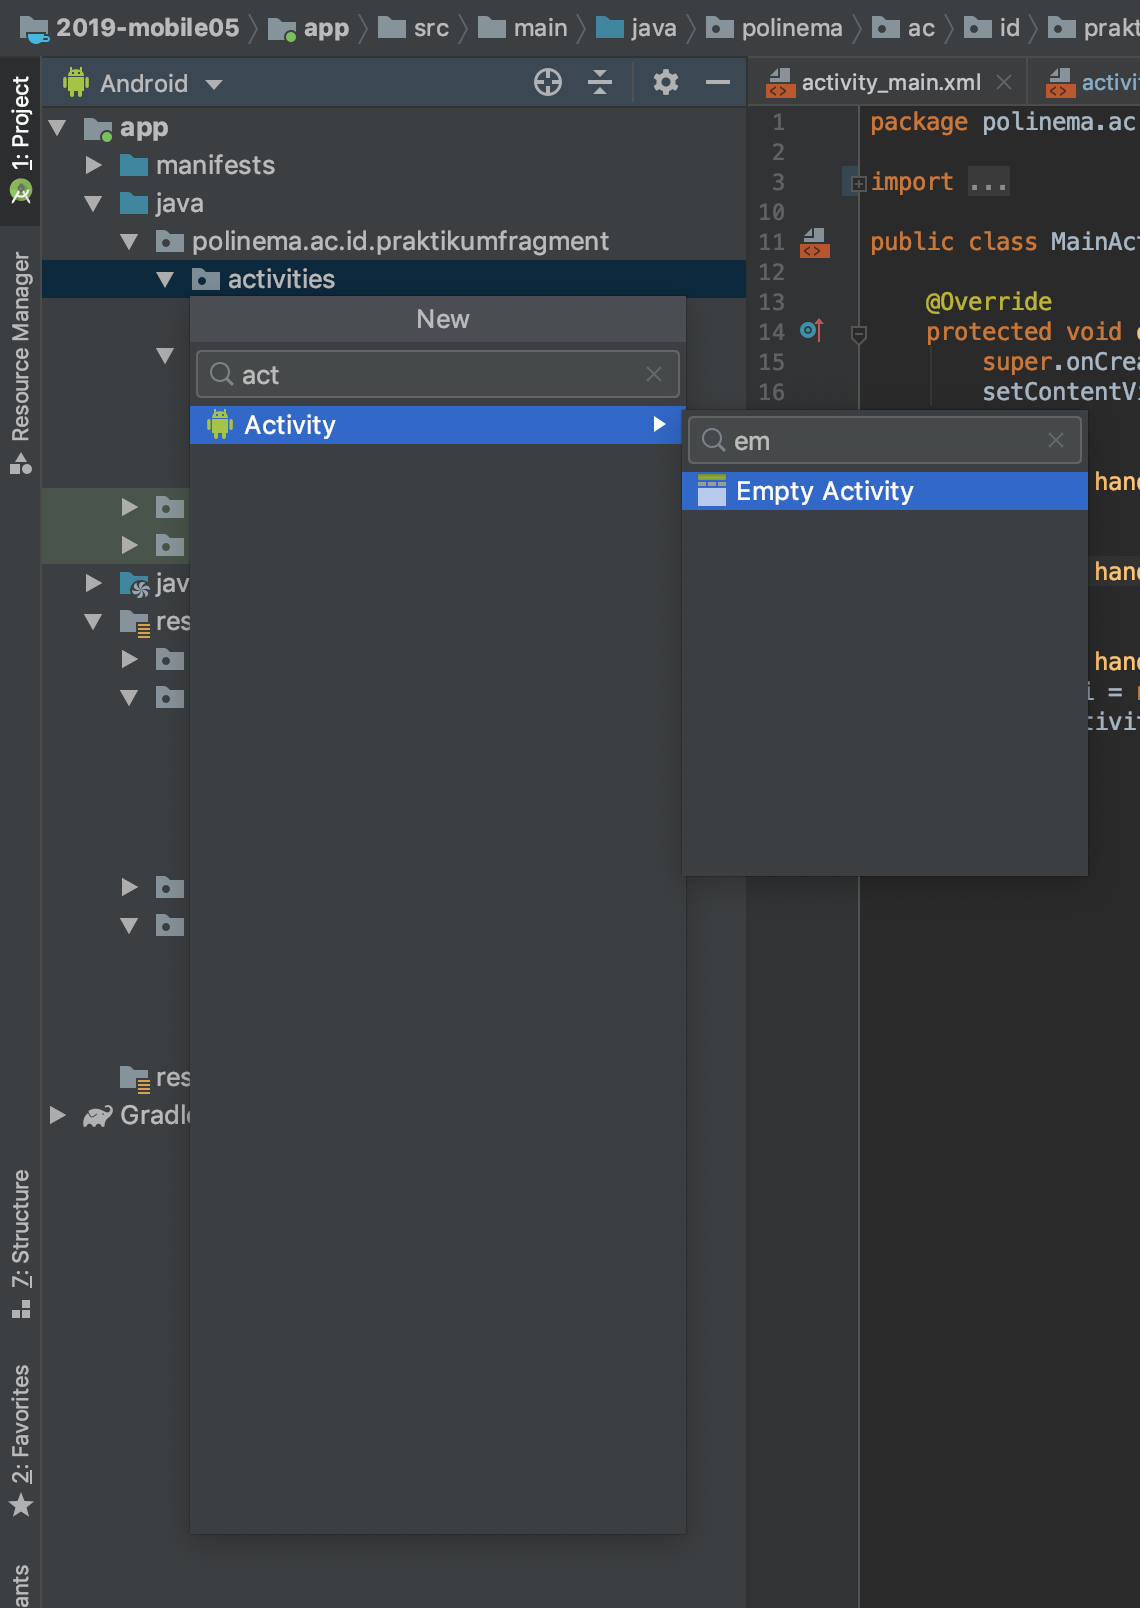 2019-mobile05 app src main java polinema ac id prakt
Android
activity_main.xml
activi
1: Project
Resource Manager
7: Structure
2: Favorites
ants
app
manifests
java
polinema.ac.id.praktikumfragment
activities
New
act
Activity
em
Empty Activity
jav
res
res
Gradle
1 package polinema.ac
2
3 import ...
10
11 public class MainAct
12
13 @Override
14 protected void
15 super.onCrea
16 setContentVi
hand
hand
hand
i =
tivit